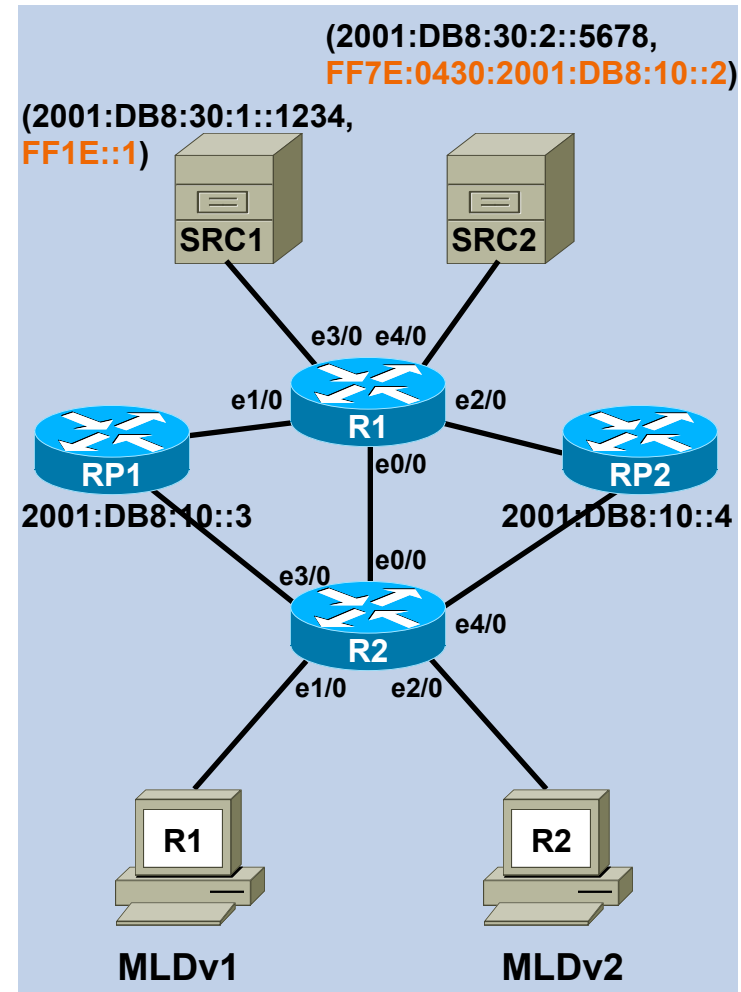 (2001:DB8:30:2::5678,
FF7E:0430:2001:DB8:10::2)
(2001:DB8:30:1::1234,
FF1E::1)
SRC1
SRC2
e3/0 e4/0
e1/0
e2/0
R1
e0/0
RP1
RP2
2001:DB8:10::3
2001:DB8:10::4
e0/0
e3/0
e4/0
R2
e1/0
e2/0
R1
R2
MLDv1
MLDv2